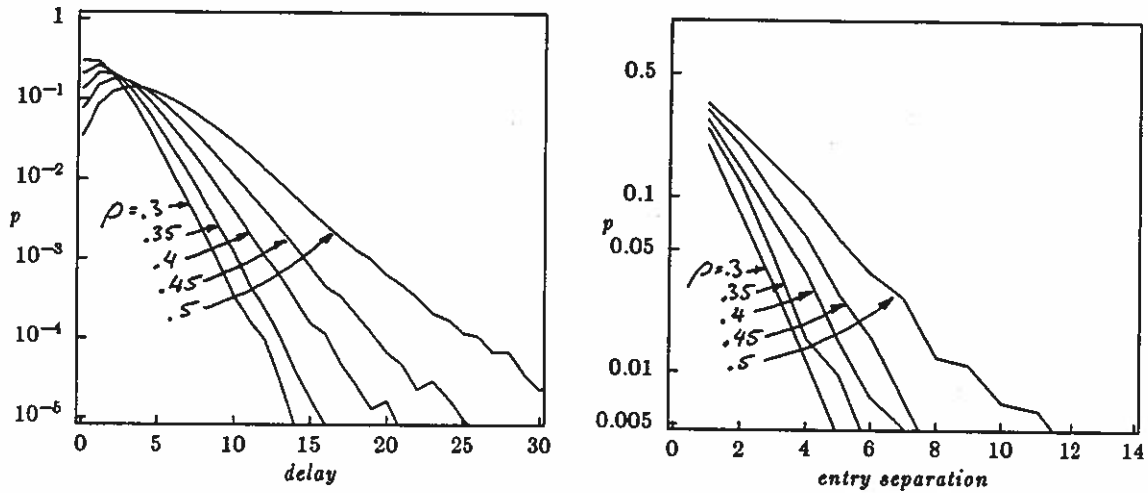 1
10⁻¹
10⁻²
p
10⁻³
10⁻⁴
10⁻⁵
0 5 10 15 20 25 30
delay
ρ=.3
.35
.4
.45
.5
0.5
0.1
p
0.05
0.01
0.005
0 2 4 6 8 10 12 14
entry separation
ρ=.3
.35
.4
.45
.5